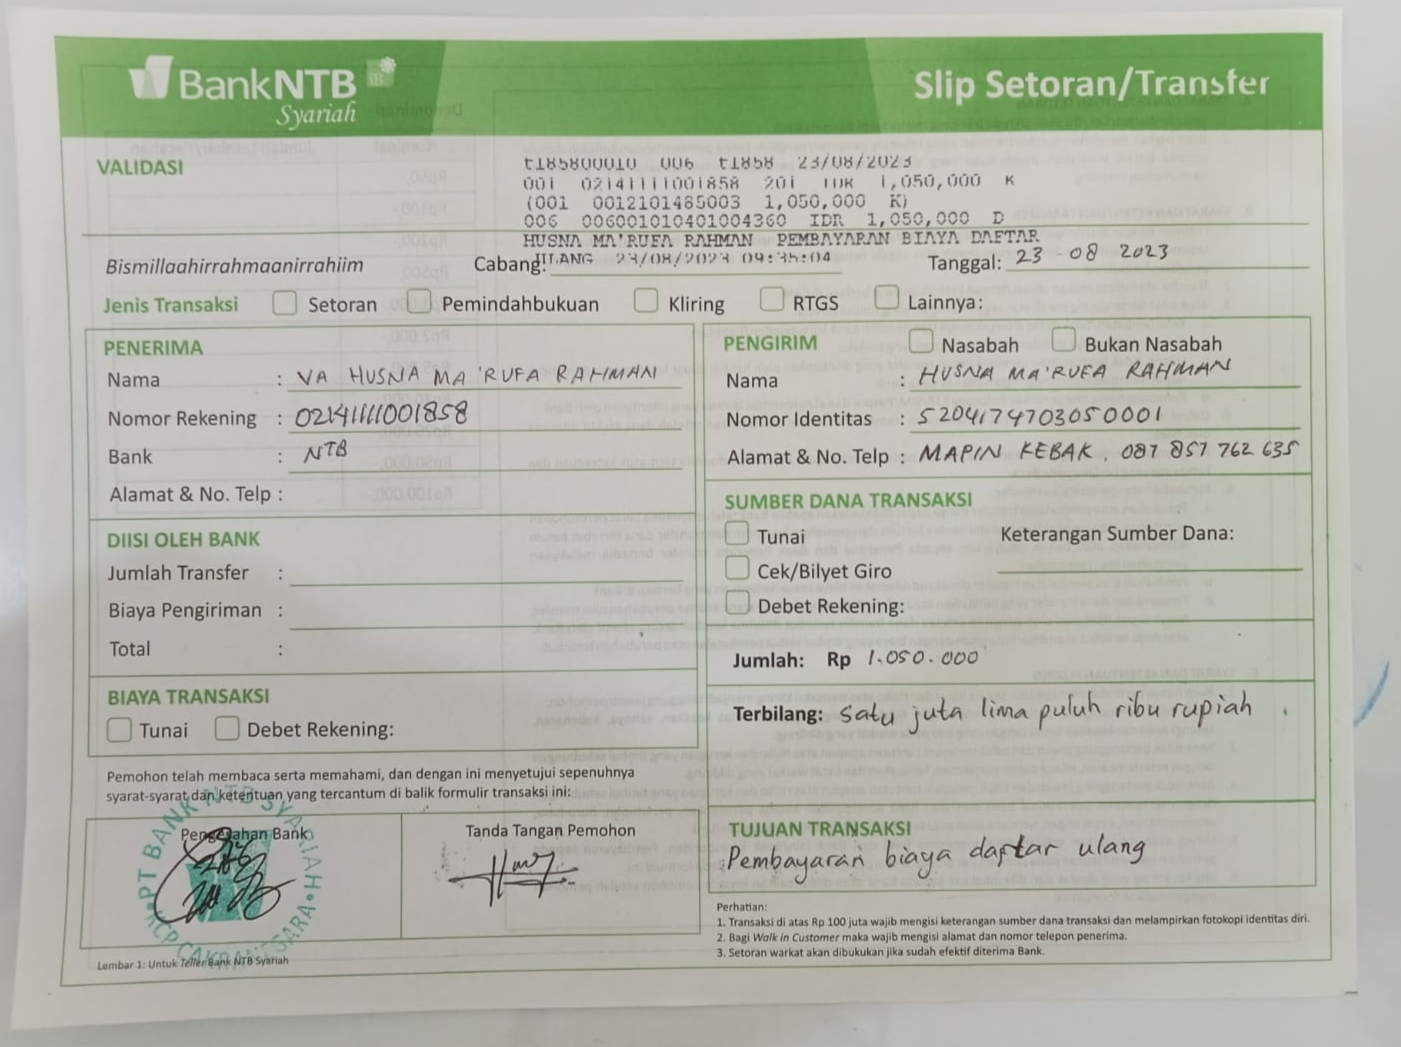 BankNTB
Syariah
Slip Setoran/Transfer
VALIDASI
t185800010 006 t1858 23/08/2023
001 02141111001858 201 IDR 1,050,000 K
(001 0012101485003 1,050,000 K)
006 006001010401004360 IDR 1,050,000 D
HUSNA MA'RUFA RAHMAN PEMBAYARAN BIAYA DAFTAR
Bismillaahirrahmaanirrahiim
Cabang: ULANG 23/08/2023 09:35:04
Tanggal: 23 - 08 2023
Jenis Transaksi Setoran Pemindahbukuan Kliring RTGS Lainnya:
PENERIMA
Nama : VA HUSNA MA'RUFA RAHMAN
Nomor Rekening : 02141111001858
Bank : NTB
Alamat & No. Telp :
DIISI OLEH BANK
Jumlah Transfer :
Biaya Pengiriman :
Total :
BIAYA TRANSAKSI
Tunai Debet Rekening:
Pemohon telah membaca serta memahami, dan dengan ini menyetujui sepenuhnya
syarat-syarat dan ketentuan yang tercantum di balik formulir transaksi ini:
Pengesahan Bank
PT BANK NTB SYARIAH
KCP CAKRANEGARA
Tanda Tangan Pemohon
Lembar 1: Untuk Teller Bank NTB Syariah
PENGIRIM Nasabah Bukan Nasabah
Nama : HUSNA MA'RUFA RAHMAN
Nomor Identitas : 5204174703050001
Alamat & No. Telp : MAPIN KEBAK. 087 857 762 635
SUMBER DANA TRANSAKSI
Tunai Keterangan Sumber Dana:
Cek/Bilyet Giro
Debet Rekening:
Jumlah: Rp 1.050.000
Terbilang: Satu juta lima puluh ribu rupiah .
TUJUAN TRANSAKSI
Pembayaran biaya daftar ulang
Perhatian:
1. Transaksi di atas Rp 100 juta wajib mengisi keterangan sumber dana transaksi dan melampirkan fotokopi identitas diri.
2. Bagi Walk in Customer maka wajib mengisi alamat dan nomor telepon penerima.
3. Setoran warkat akan dibukukan jika sudah efektif diterima Bank.